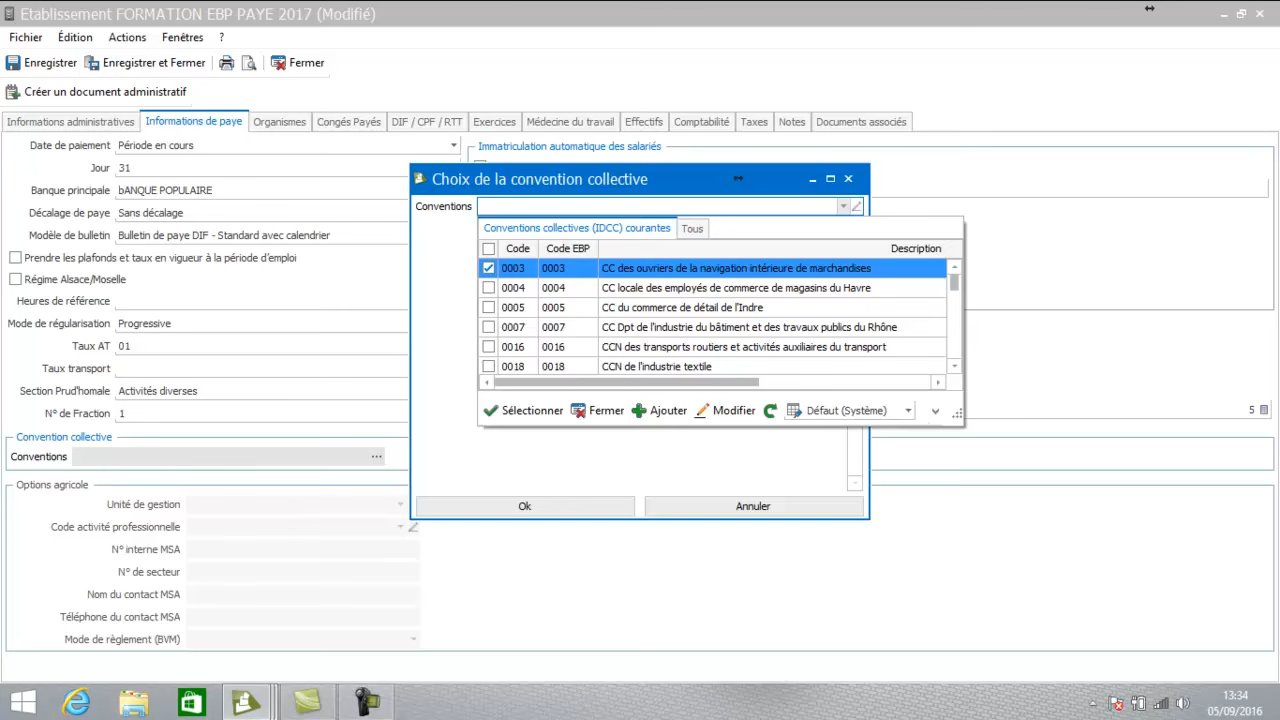 Etablissement FORMATION EBP PAYE 2017 (Modifié)
Fichier Édition Actions Fenêtres ?
Enregistrer Enregistrer et Fermer Fermer
Créer un document administratif
Informations administratives Informations de paye Organismes Congés Payés DIF / CPF / RTT Exercices Médecine du travail Effectifs Comptabilité Taxes Notes Documents associés
Date de paiement Période en cours
Immatriculation automatique des salariés
Jour 31
Banque principale bANQUE POPULAIRE
Décalage de paye Sans décalage
Modèle de bulletin Bulletin de paye DIF - Standard avec calendrier
Prendre les plafonds et taux en vigueur à la période d'emploi
Régime Alsace/Moselle
Heures de référence
Mode de régularisation Progressive
Taux AT 01
Taux transport
Section Prud'homale Activités diverses
N° de Fraction 1
5
Convention collective
Conventions ...
Options agricole
Unité de gestion
Code activité professionnelle
N° interne MSA
N° de secteur
Nom du contact MSA
Téléphone du contact MSA
Mode de règlement (BVM)
Choix de la convention collective
Conventions
Conventions collectives (IDCC) courantes Tous
Code Code EBP Description
0003 0003 CC des ouvriers de la navigation intérieure de marchandises
0004 0004 CC locale des employés de commerce de magasins du Havre
0005 0005 CC du commerce de détail de l'Indre
0007 0007 CC Dpt de l'industrie du bâtiment et des travaux publics du Rhône
0016 0016 CCN des transports routiers et activités auxiliaires du transport
0018 0018 CCN de l'industrie textile
Sélectionner Fermer Ajouter Modifier Défaut (Système)
Ok Annuler
13:34
05/09/2016